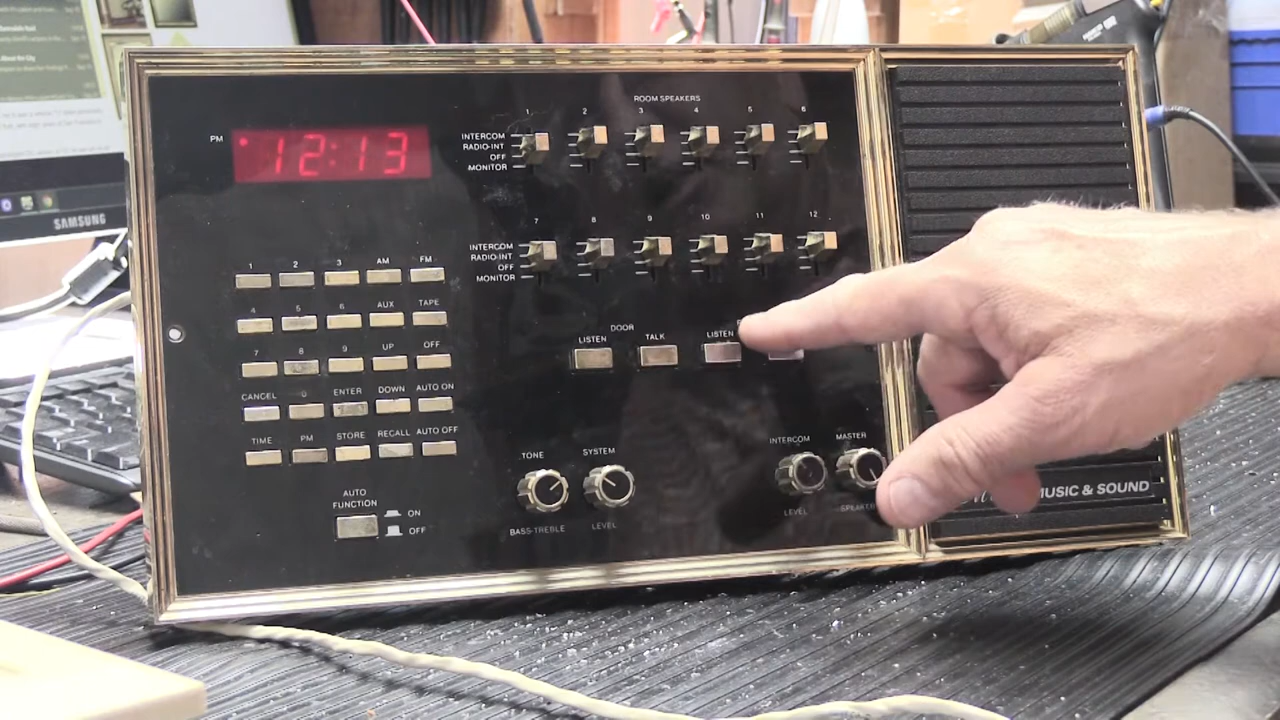 ROOM SPEAKERS
1 2 3 4 5 6
INTERCOM
RADIO-INT
OFF
MONITOR
PM 12:13
7 8 9 10 11 12
INTERCOM
RADIO-INT
OFF
MONITOR
1 2 3 AM FM
4 5 6 AUX TAPE
7 8 9 UP OFF
CANCEL 0 ENTER DOWN AUTO ON
TIME PM STORE RECALL AUTO OFF
DOOR
LISTEN TALK LISTEN
AUTO
FUNCTION
ON
OFF
TONE SYSTEM
BASS-TREBLE LEVEL
INTERCOM MASTER
LEVEL SPEAKER
MUSIC & SOUND
SAMSUNG